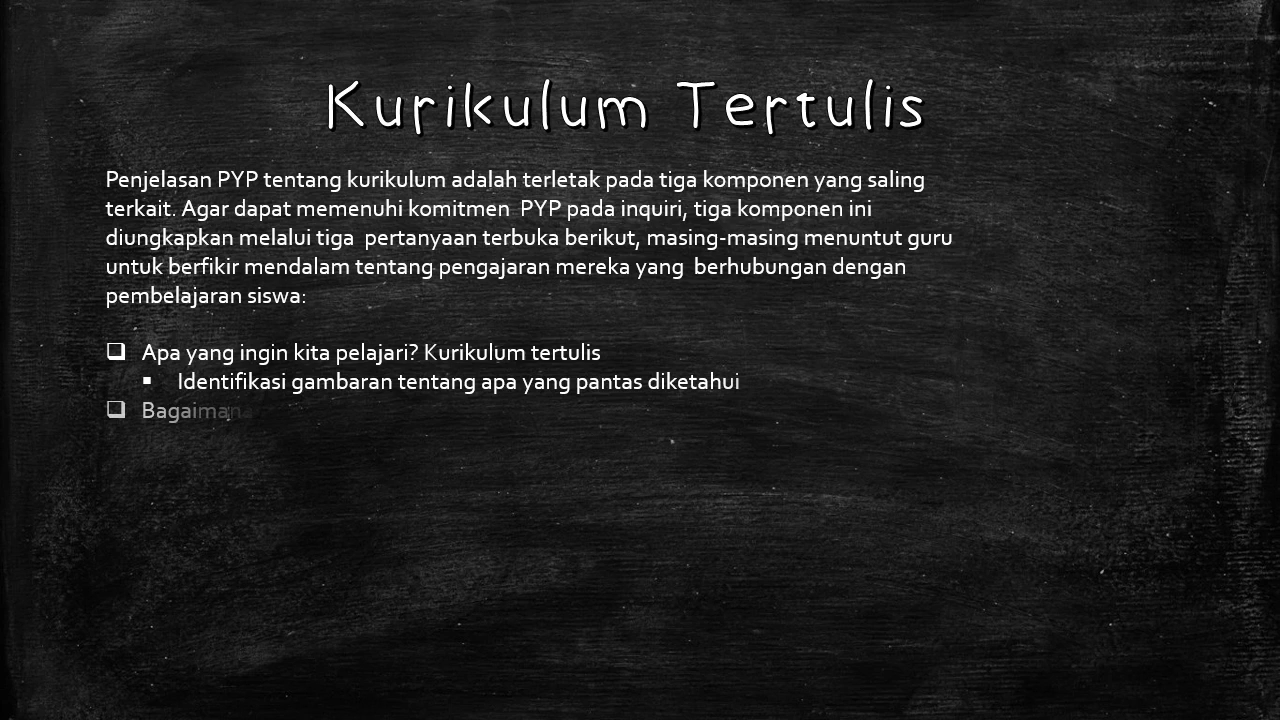 Kurikulum Tertulis
Penjelasan PYP tentang kurikulum adalah terletak pada tiga komponen yang saling
terkait. Agar dapat memenuhi komitmen  PYP pada inquiri, tiga komponen ini
diungkapkan melalui tiga  pertanyaan terbuka berikut, masing-masing menuntut guru
untuk berfikir mendalam tentang pengajaran mereka yang  berhubungan dengan
pembelajaran siswa:
❑ Apa yang ingin kita pelajari? Kurikulum tertulis
▪ Identifikasi gambaran tentang apa yang pantas diketahui
❑ Bagaimana